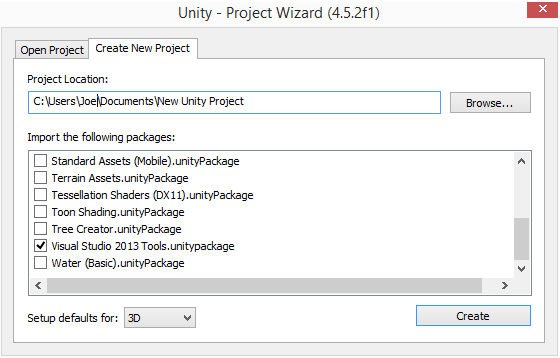 Unity - Project Wizard (4.5.2f1)
Open Project
Create New Project
Project Location:
C:\Users\Joe\Documents\New Unity Project
Browse...
Import the following packages:
Standard Assets (Mobile).unityPackage
Terrain Assets.unityPackage
Tessellation Shaders (DX11).unityPackage
Toon Shading.unityPackage
Tree Creator.unityPackage
Visual Studio 2013 Tools.unitypackage
Water (Basic).unityPackage
Setup defaults for: 3D
Create